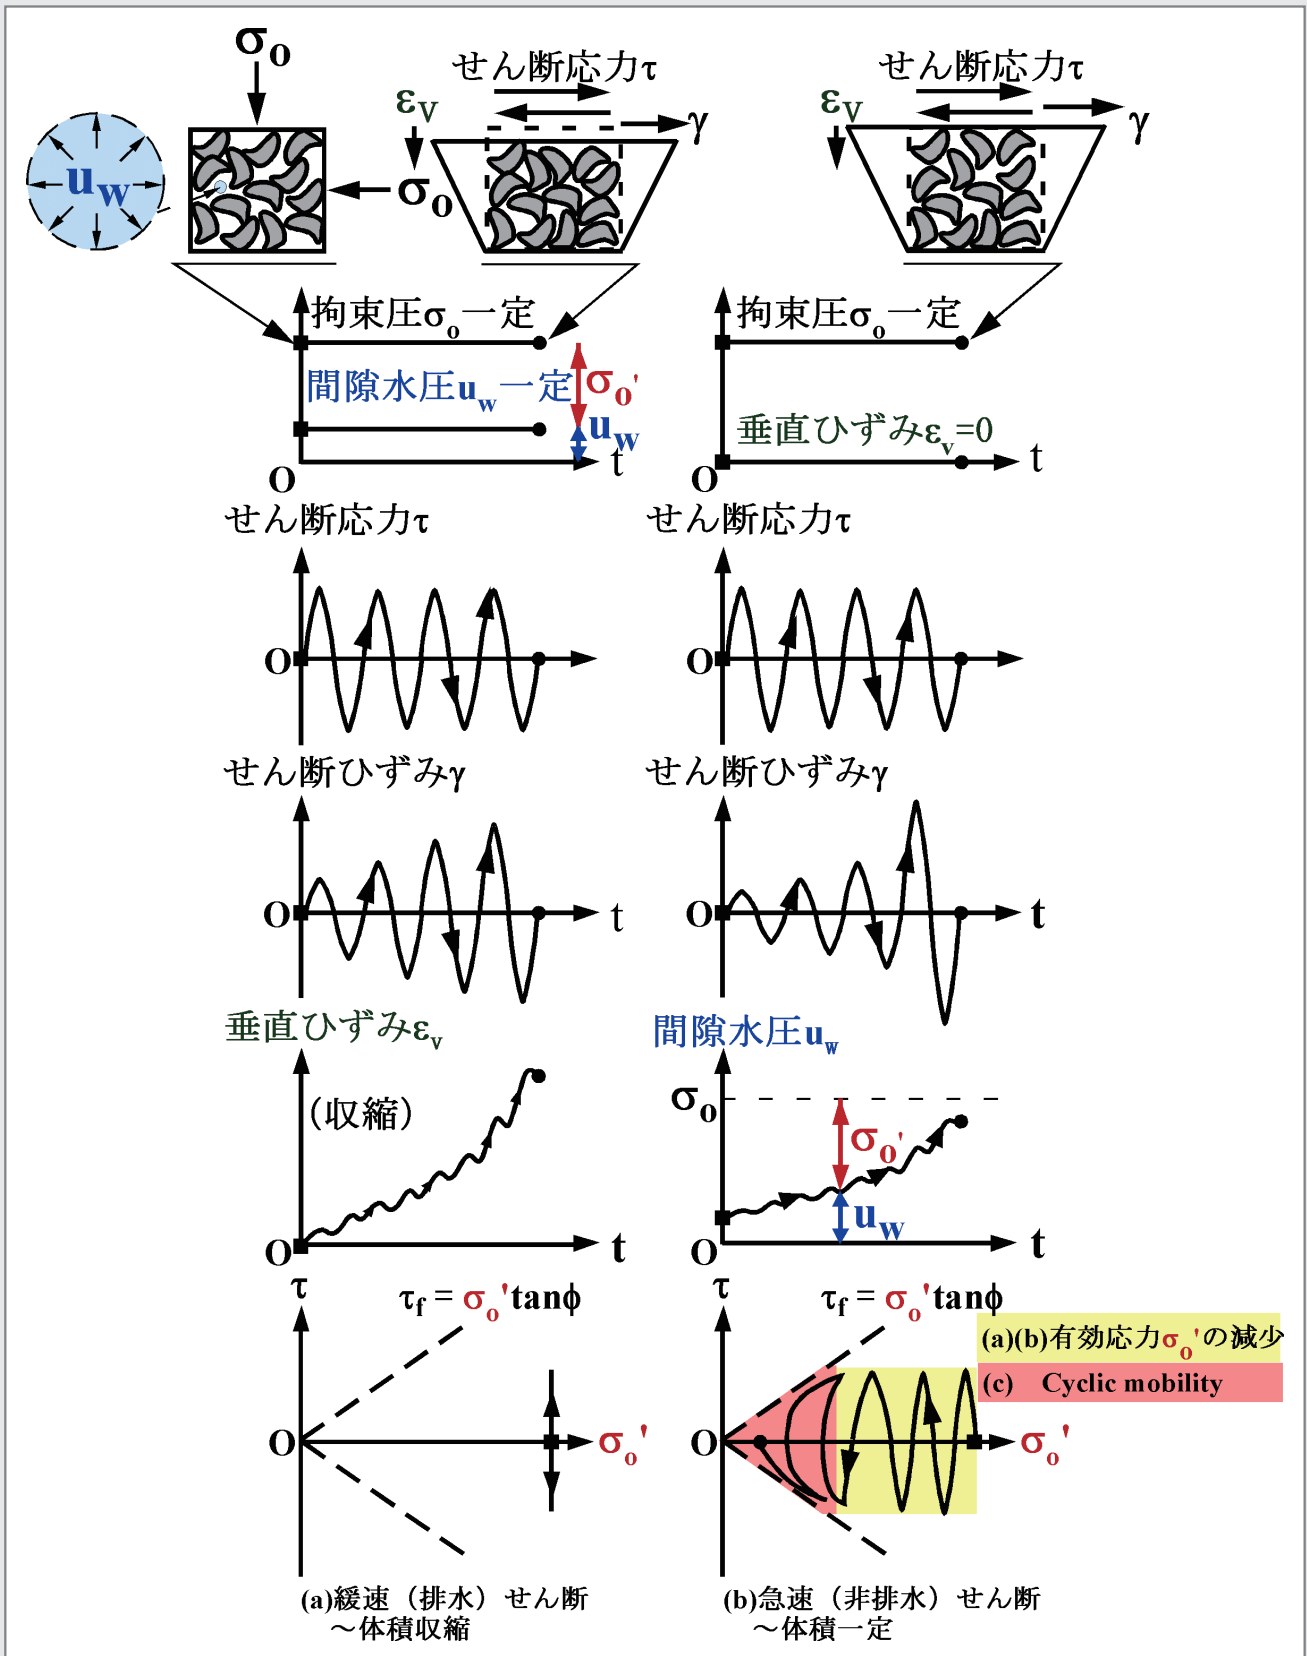 σo
uw
σo
せん断応力τ
εv
γ
せん断応力τ
εv
γ
拘束圧σo一定
間隙水圧uw一定
σo'
uw
O
t
拘束圧σo一定
垂直ひずみεv=0
O
t
せん断応力τ
O
せん断応力τ
O
せん断ひずみγ
O
t
せん断ひずみγ
O
t
垂直ひずみεv
(収縮)
O
t
間隙水圧uw
σo
σo'
uw
O
t
τ
τf = σo'tanϕ
O
σo'
τ
τf = σo'tanϕ
(a)(b)有効応力σo'の減少
(c) Cyclic mobility
O
σo'
(a)緩速（排水）せん断
～体積収縮
(b)急速（非排水）せん断
～体積一定